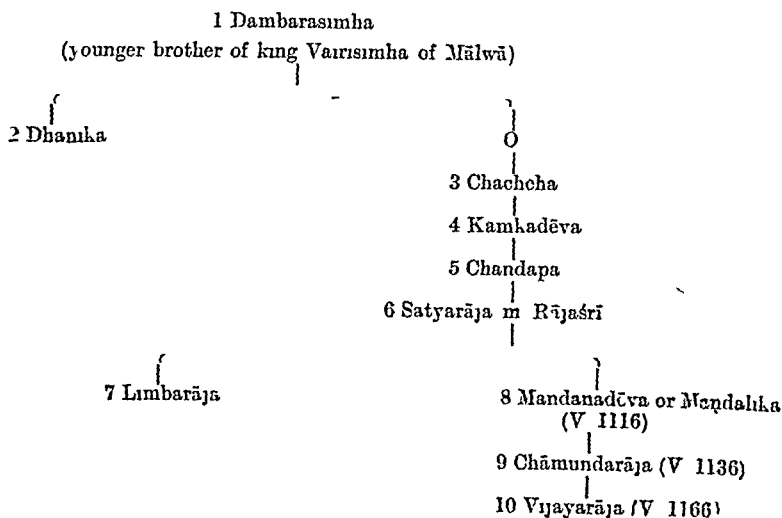 1 Dambarasimha
(younger brother of king Vairisimha of Mālwā)
2 Dhanika
O
3 Chachcha
4 Kamkadēva
5 Chandapa
6 Satyarāja m Rājaśrī
7 Limbarāja
8 Mandanadēva or Maṇdalika
(V 1116)
9 Chāmundarāja (V 1136)
10 Vijayarāja (V 1166)